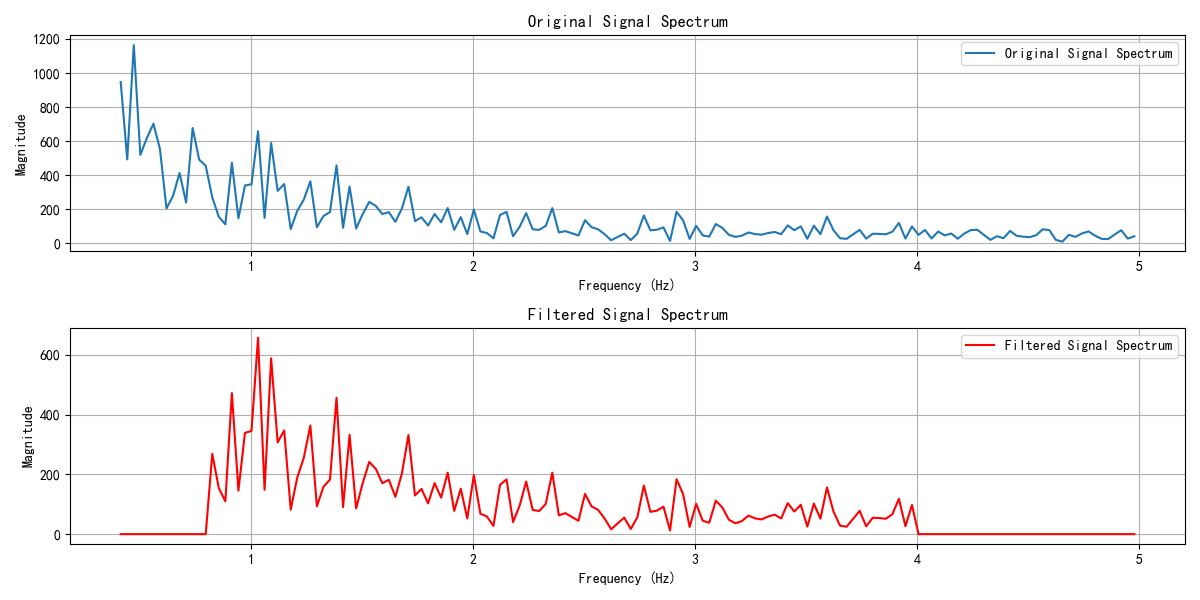 Original Signal Spectrum
1200
1000
800
600
400
200
0
Magnitude
Original Signal Spectrum
1 2 3 4 5
Frequency (Hz)
Filtered Signal Spectrum
600
400
200
0
Magnitude
Filtered Signal Spectrum
1 2 3 4 5
Frequency (Hz)